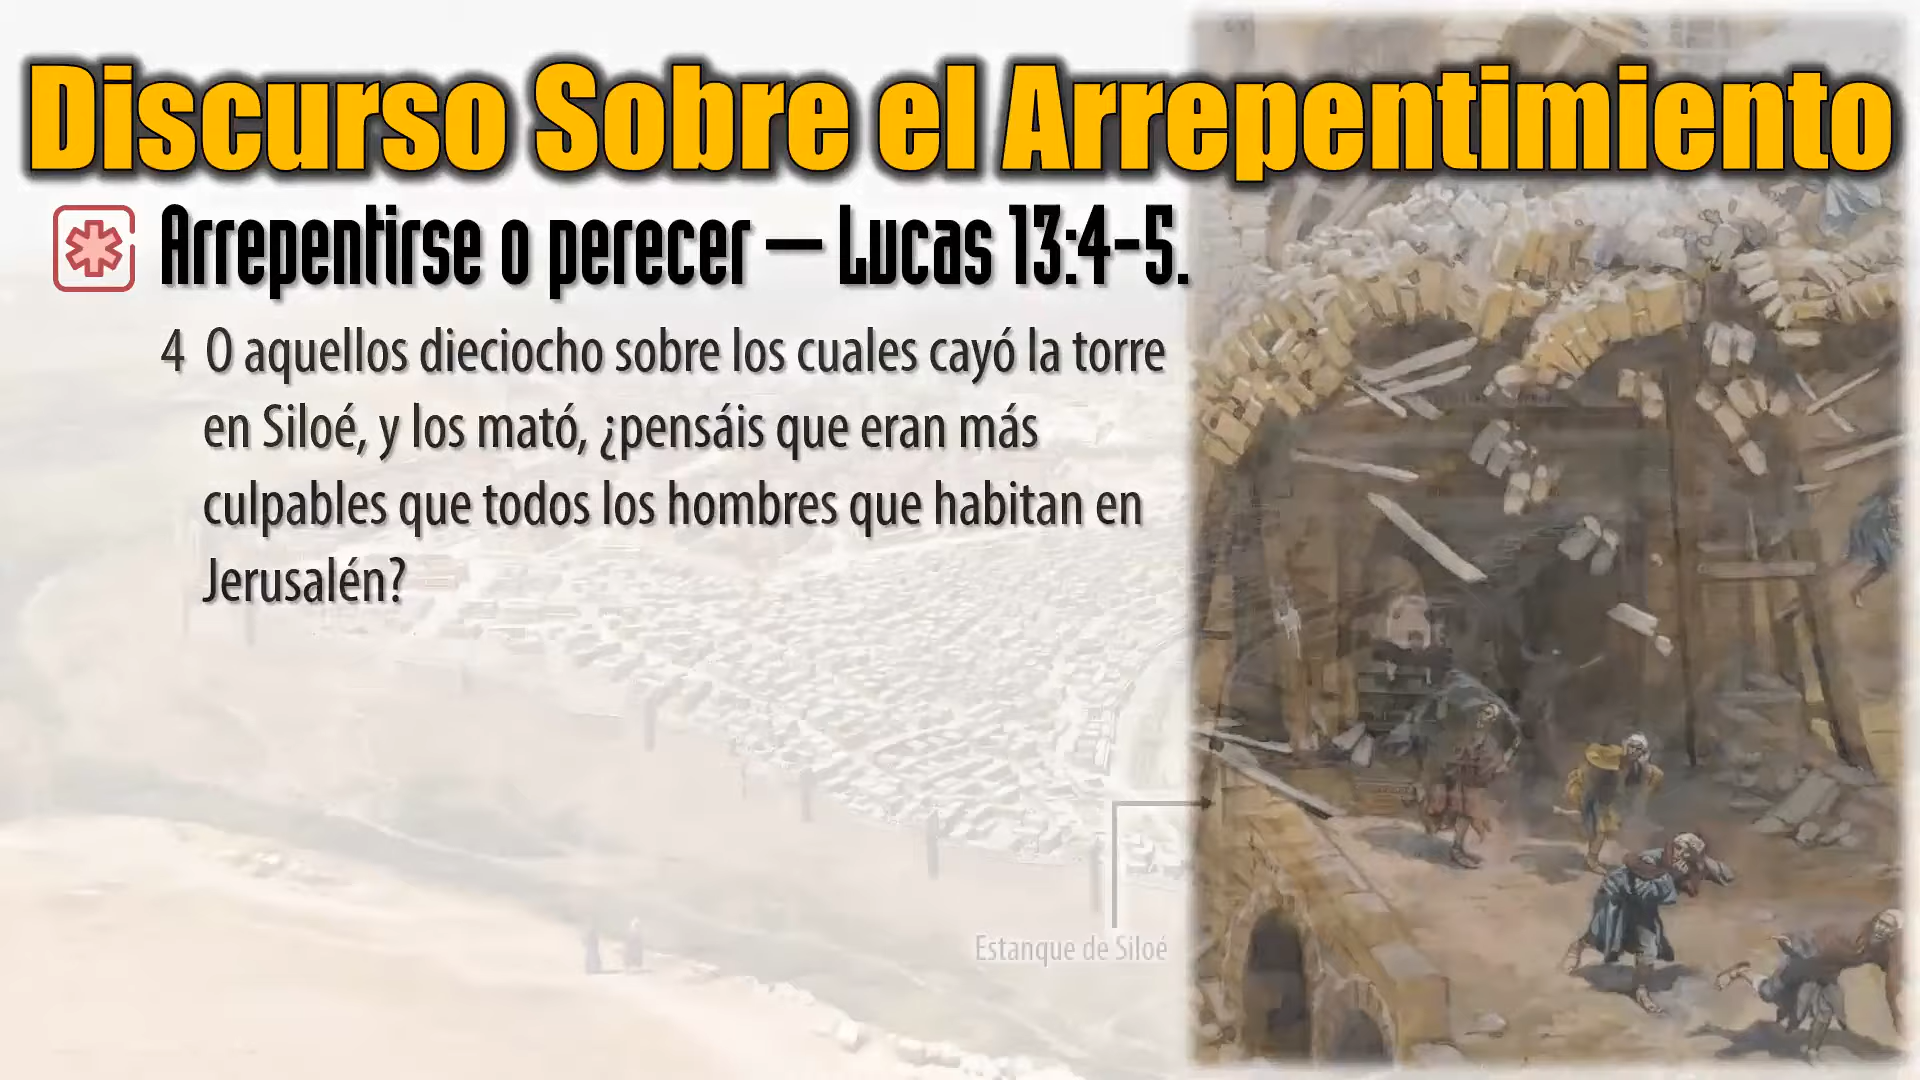 Discurso Sobre el Arrepentimiento
Arrepentirse o perecer – Lucas 13:4-5.
4 O aquellos dieciocho sobre los cuales cayó la torre
en Siloé, y los mató, ¿pensáis que eran más
culpables que todos los hombres que habitan en
Jerusalén?
Estanque de Siloé